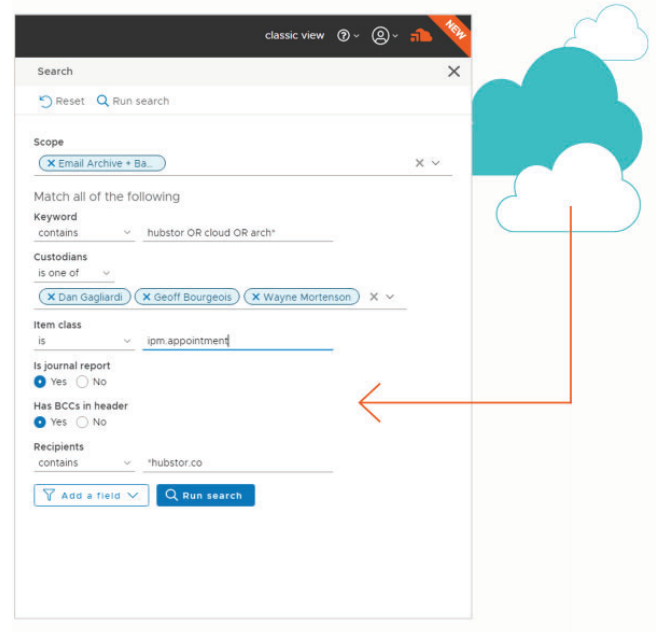 classic view
NEW
Search
Reset Run search
Scope
Email Archive + Ba...
Match all of the following
Keyword
contains hubstor OR cloud OR arch*
Custodians
is one of
Dan Gagliardi Geoff Bourgeois Wayne Mortenson
Item class
is ipm.appointment
Is journal report
Yes No
Has BCCs in header
Yes No
Recipients
contains *hubstor.co
Add a field Run search